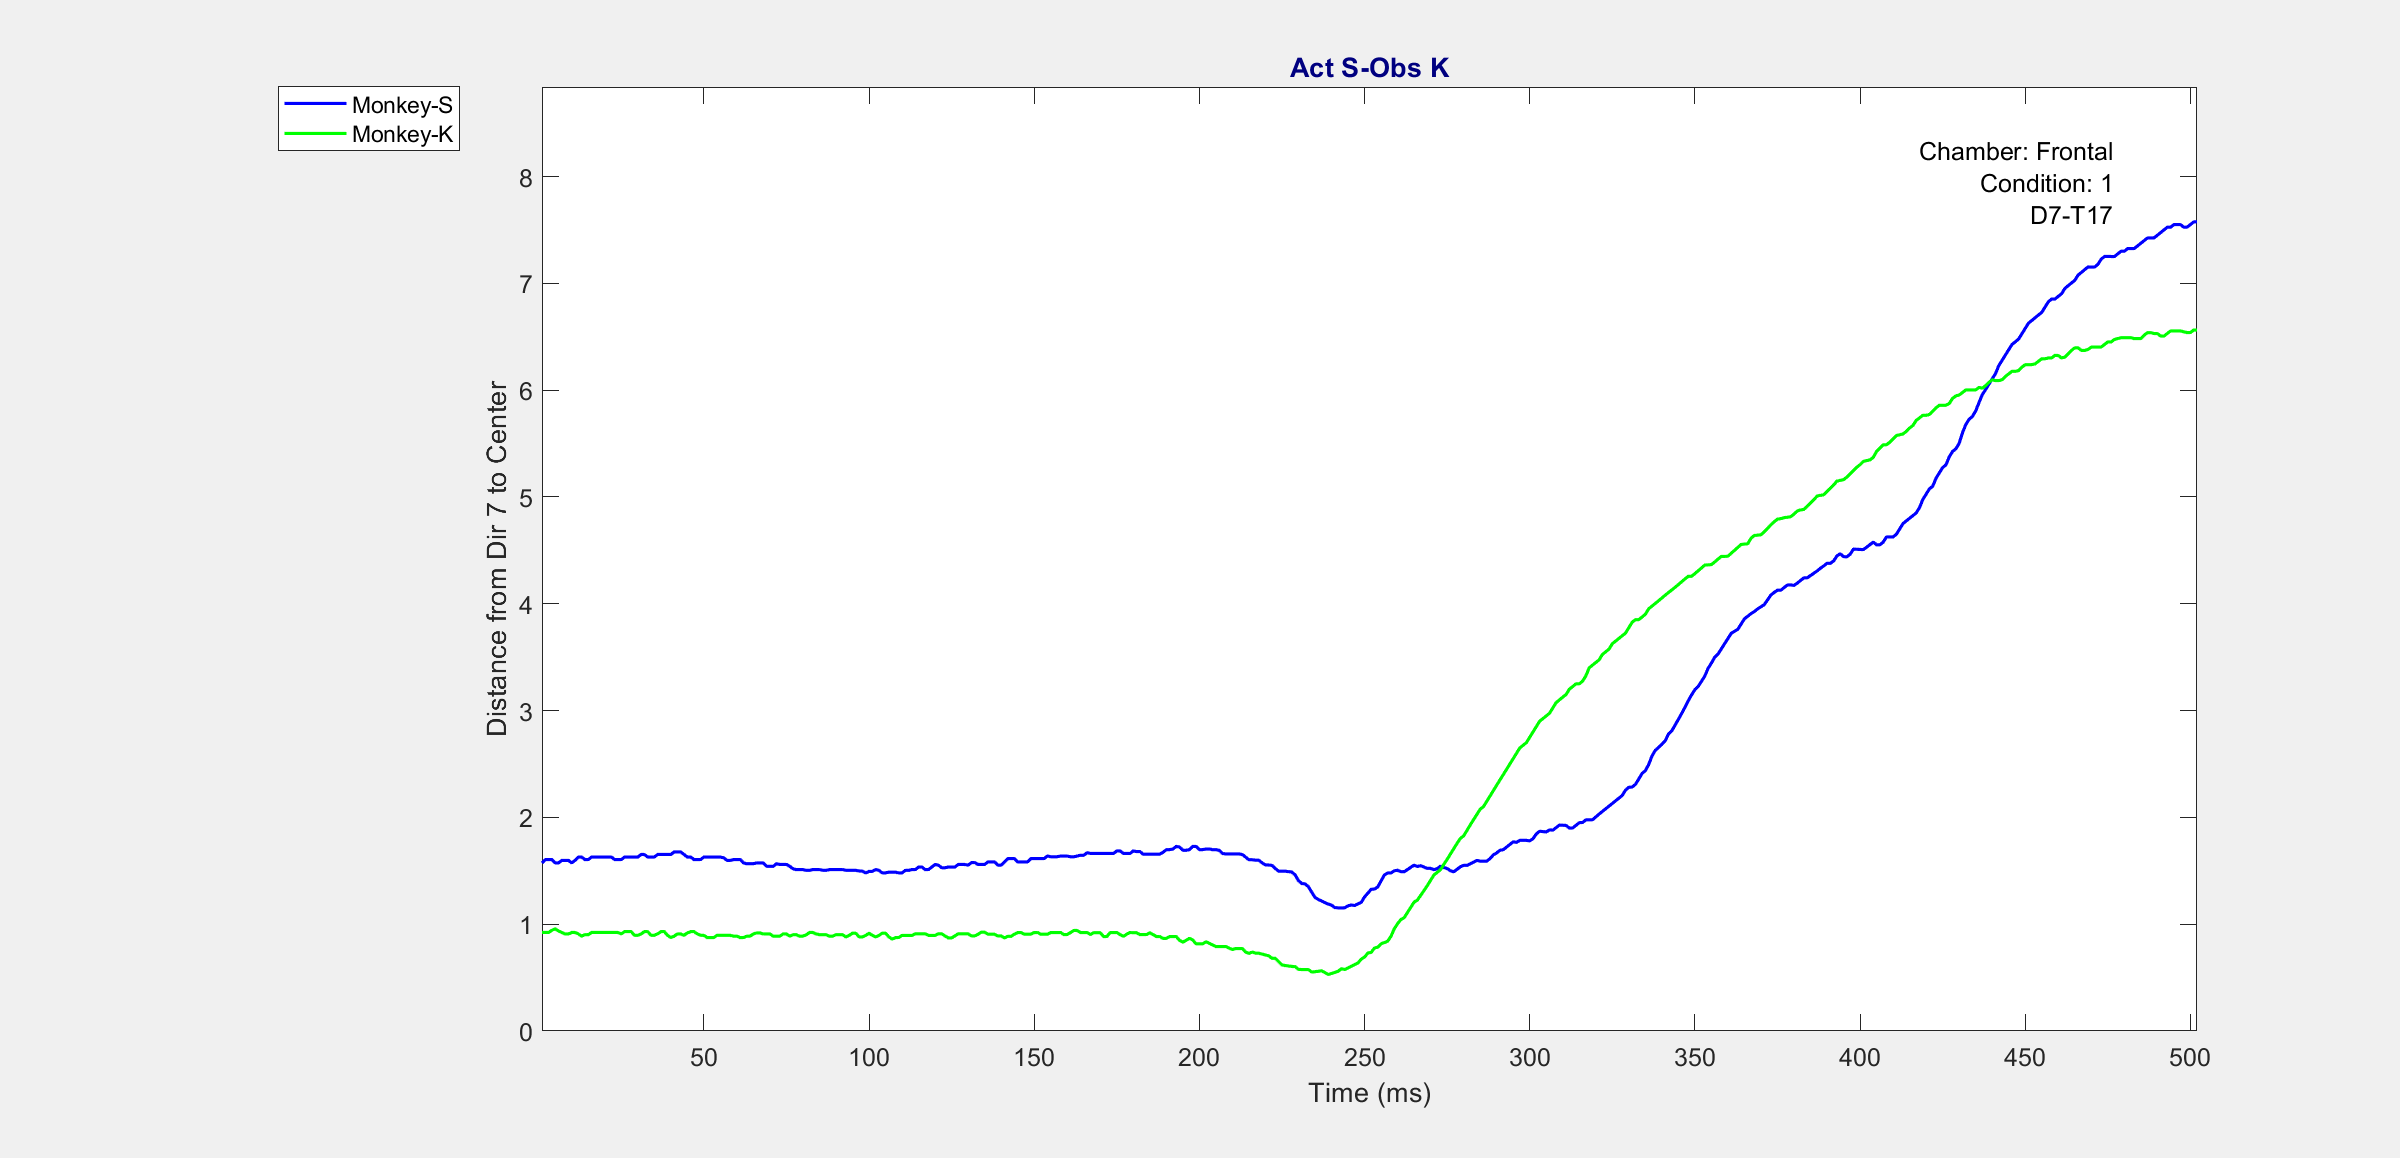 Act S-Obs K
Monkey-S
Monkey-K
Chamber: Frontal
Condition: 1
D7-T17
Distance from Dir 7 to Center
8
7
6
5
4
3
2
1
0
50 100 150 200 250 300 350 400 450 500
Time (ms)